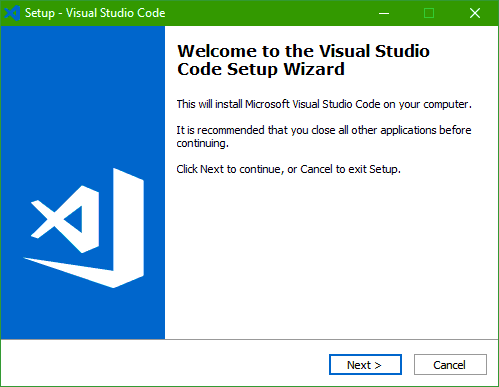 Setup - Visual Studio Code
Welcome to the Visual Studio
Code Setup Wizard
This will install Microsoft Visual Studio Code on your computer.
It is recommended that you close all other applications before
continuing.
Click Next to continue, or Cancel to exit Setup.
Next >
Cancel